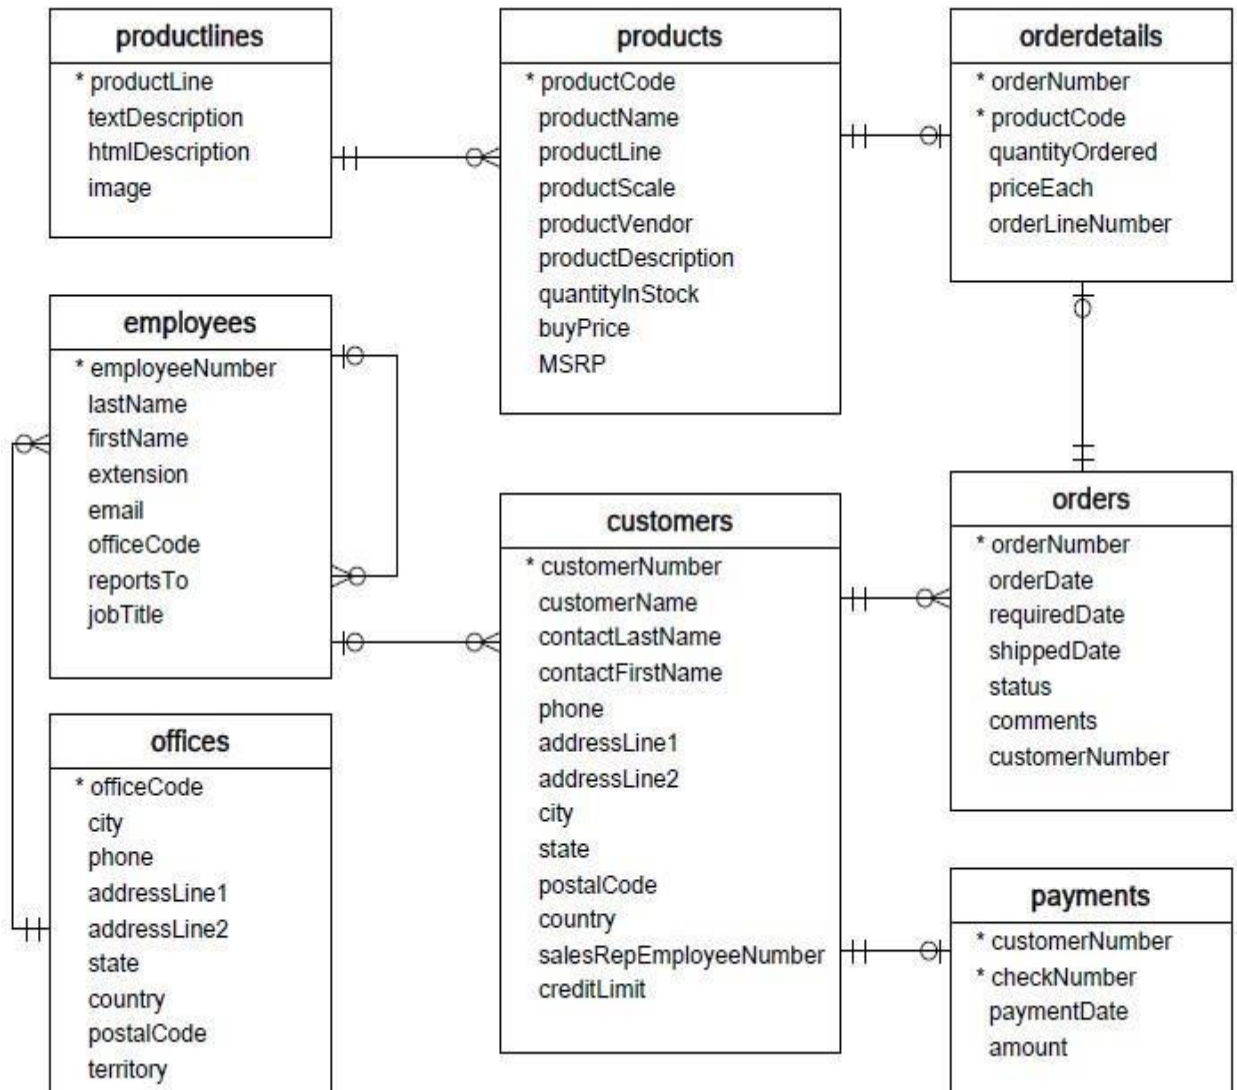 productlines
* productLine
textDescription
htmlDescription
image
products
* productCode
productName
productLine
productScale
productVendor
productDescription
quantityInStock
buyPrice
MSRP
orderdetails
* orderNumber
* productCode
quantityOrdered
priceEach
orderLineNumber
employees
* employeeNumber
lastName
firstName
extension
email
officeCode
reportsTo
jobTitle
customers
* customerNumber
customerName
contactLastName
contactFirstName
phone
addressLine1
addressLine2
city
state
postalCode
country
salesRepEmployeeNumber
creditLimit
orders
* orderNumber
orderDate
requiredDate
shippedDate
status
comments
customerNumber
offices
* officeCode
city
phone
addressLine1
addressLine2
state
country
postalCode
territory
payments
* customerNumber
* checkNumber
paymentDate
amount